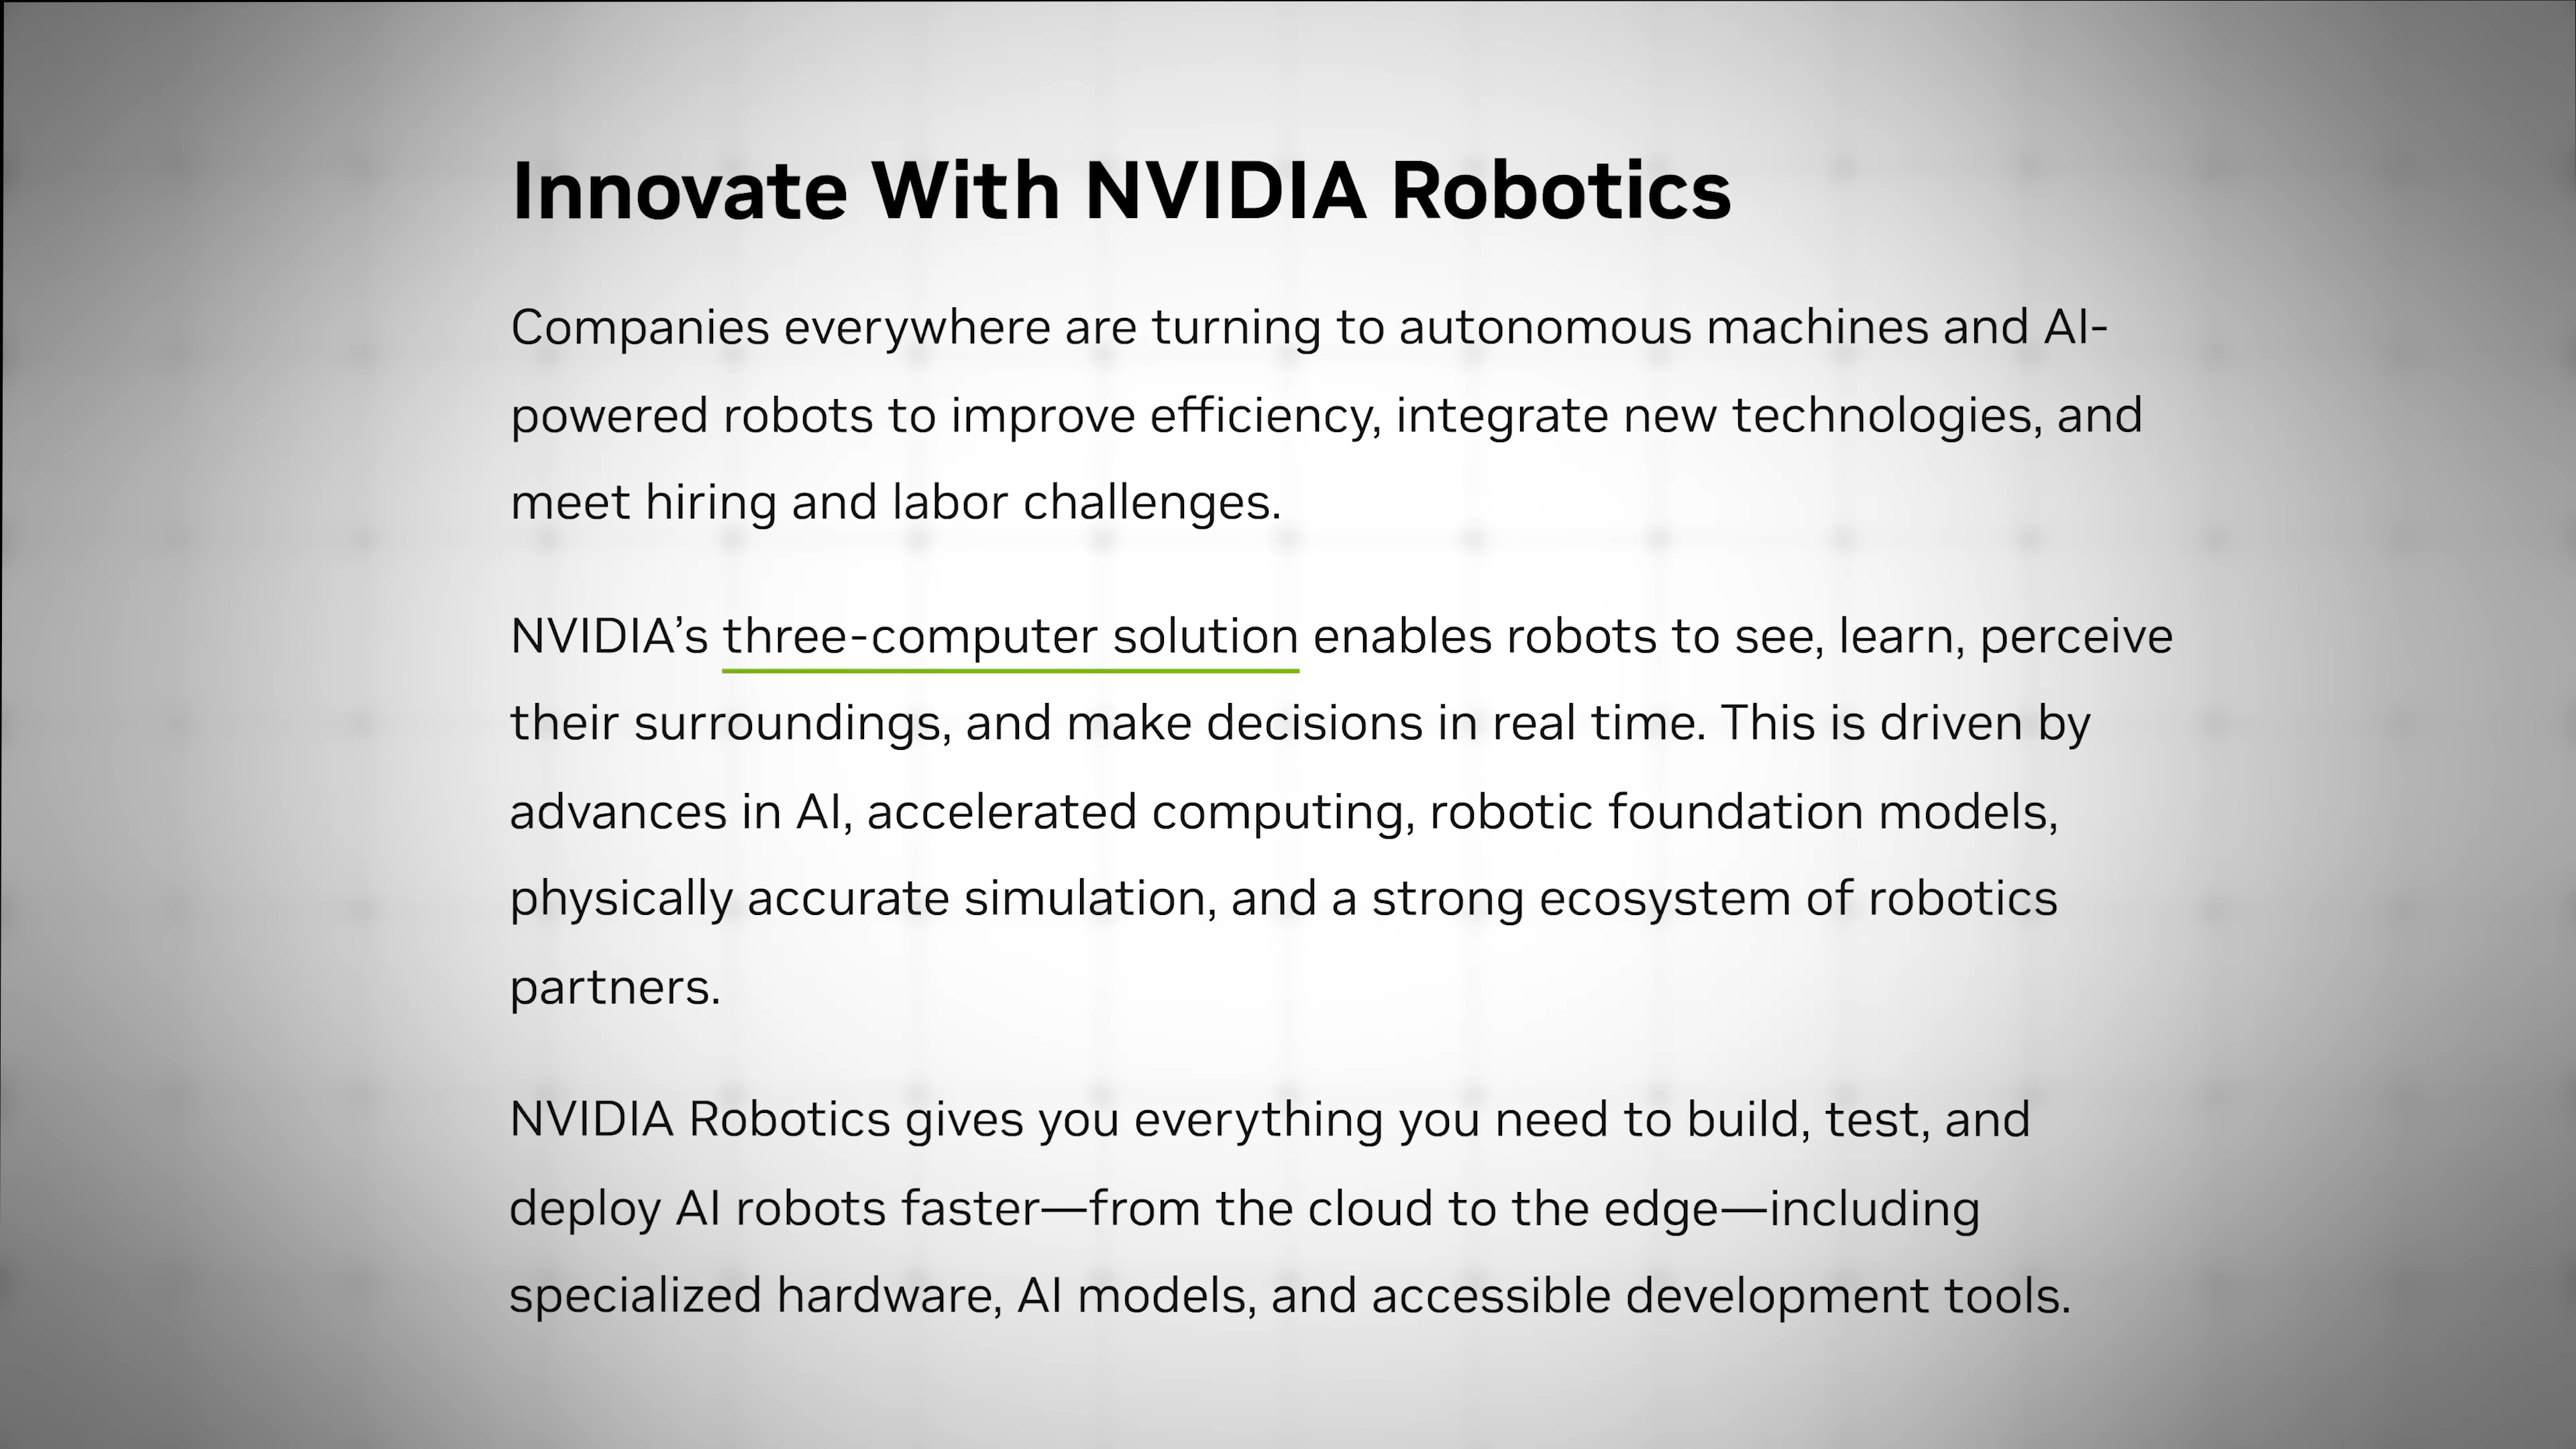 Innovate With NVIDIA Robotics
Companies everywhere are turning to autonomous machines and AI-
powered robots to improve efficiency, integrate new technologies, and
meet hiring and labor challenges.
NVIDIA’s three-computer solution enables robots to see, learn, perceive
their surroundings, and make decisions in real time. This is driven by
advances in AI, accelerated computing, robotic foundation models,
physically accurate simulation, and a strong ecosystem of robotics
partners.
NVIDIA Robotics gives you everything you need to build, test, and
deploy AI robots faster—from the cloud to the edge—including
specialized hardware, AI models, and accessible development tools.